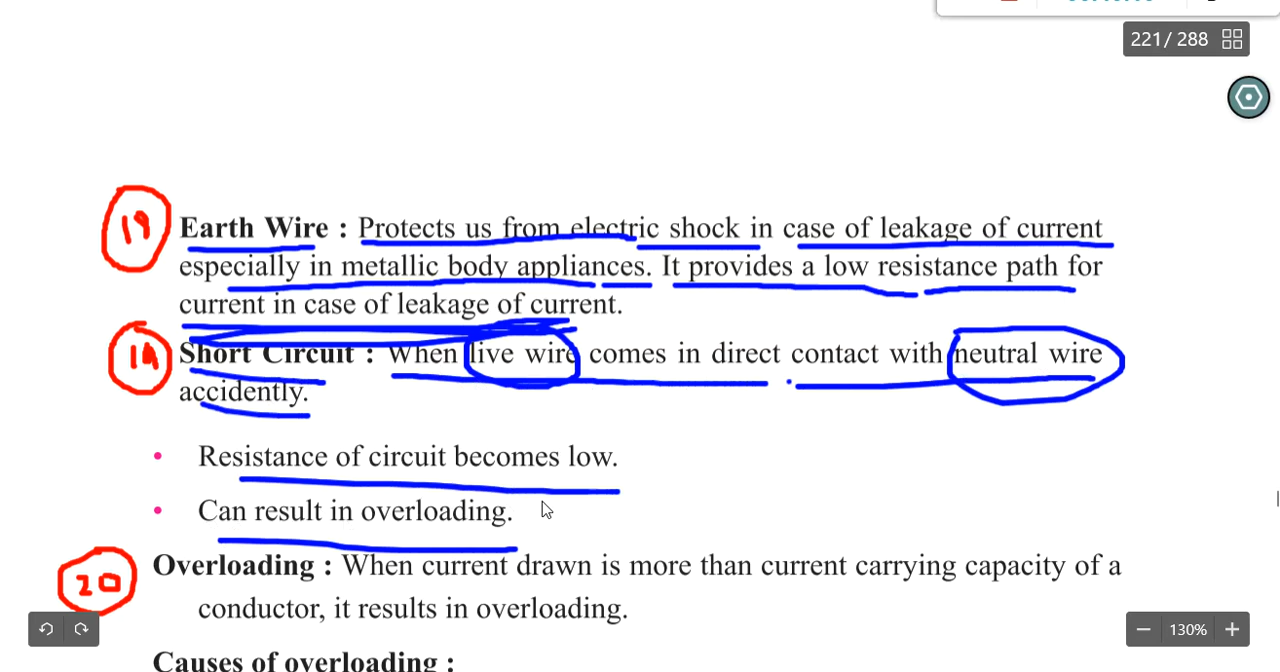 221 / 288
19
Earth Wire : Protects us from electric shock in case of leakage of current
especially in metallic body appliances. It provides a low resistance path for
current in case of leakage of current.
Short Circuit : When live wire comes in direct contact with neutral wire
accidently.
• Resistance of circuit becomes low.
• Can result in overloading.
20
Overloading : When current drawn is more than current carrying capacity of a
conductor, it results in overloading.
130%
Causes of overloading :